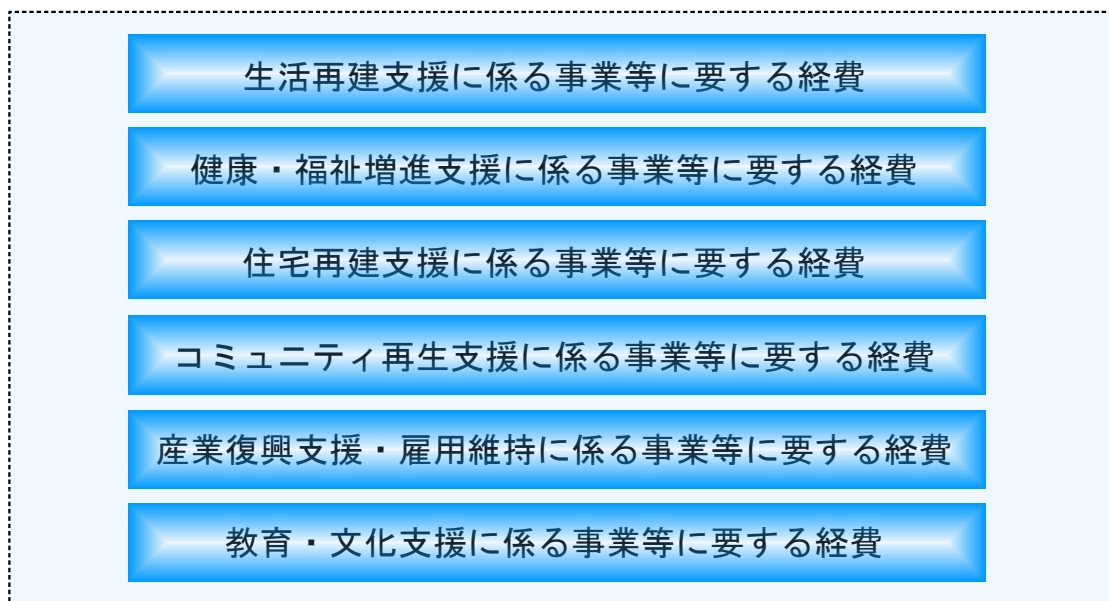 生活再建支援に係る事業等に要する経費
健康・福祉増進支援に係る事業等に要する経費
住宅再建支援に係る事業等に要する経費
コミュニティ再生支援に係る事業等に要する経費
産業復興支援・雇用維持に係る事業等に要する経費
教育・文化支援に係る事業等に要する経費